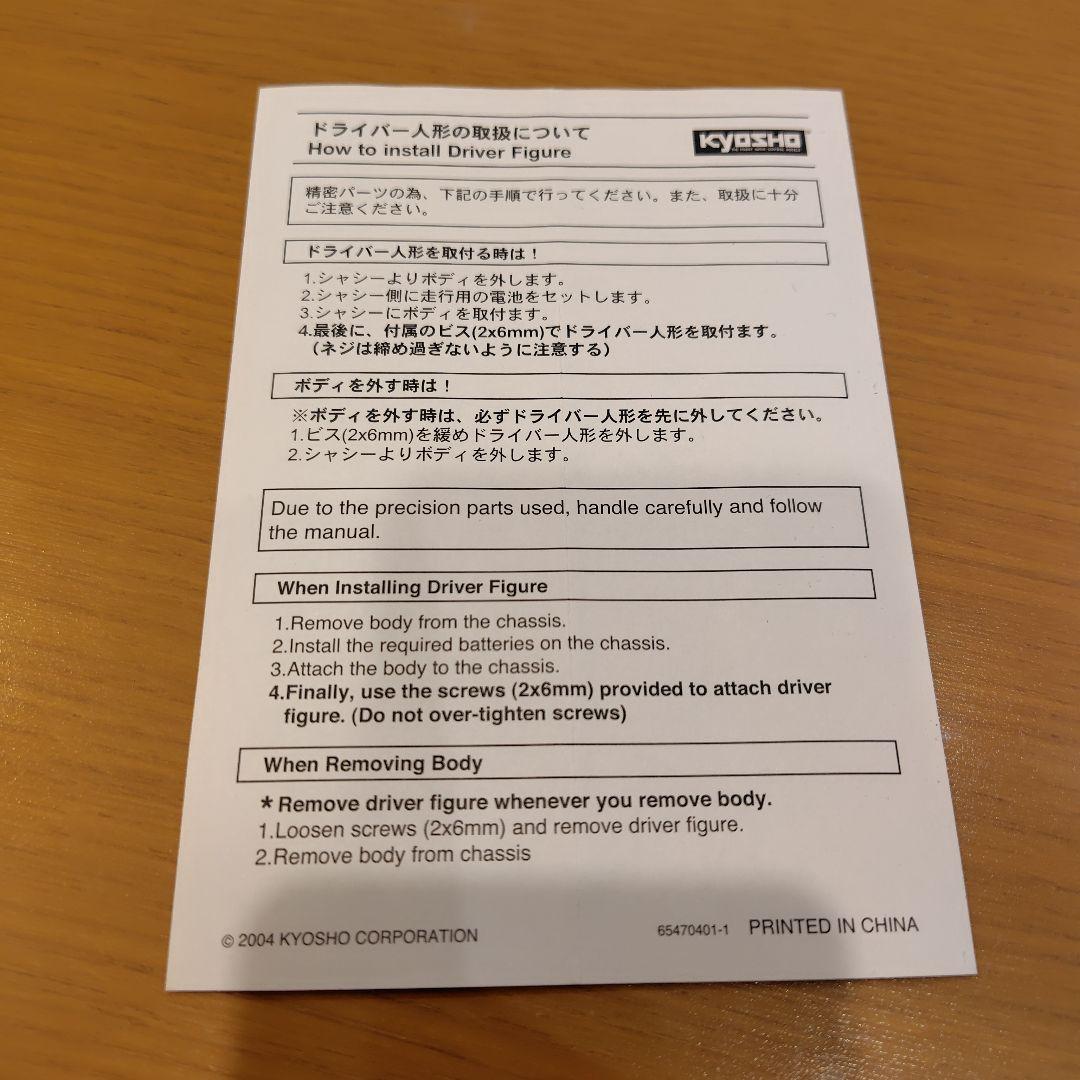 ドライバー人形の取扱について
How to install Driver Figure
KYOSHO
精密パーツの為、下記の手順で行ってください。また、取扱に十分
ご注意ください。
ドライバー人形を取付る時は！
1.シャシーよりボディを外します。
2.シャシー側に走行用の電池をセットします。
3.シャシーにボディを取付ます。
4.最後に、付属のビス(2x6mm)でドライバー人形を取付ます。
（ネジは締め過ぎないように注意する）
ボディを外す時は！
※ボディを外す時は、必ずドライバー人形を先に外してください。
1.ビス(2x6mm)を緩めドライバー人形を外します。
2.シャシーよりボディを外します。
Due to the precision parts used, handle carefully and follow
the manual.
When Installing Driver Figure
1.Remove body from the chassis.
2.Install the required batteries on the chassis.
3.Attach the body to the chassis.
4.Finally, use the screws (2x6mm) provided to attach driver
figure. (Do not over-tighten screws)
When Removing Body
* Remove driver figure whenever you remove body.
1.Loosen screws (2x6mm) and remove driver figure.
2.Remove body from chassis
© 2004 KYOSHO CORPORATION
65470401-1 PRINTED IN CHINA